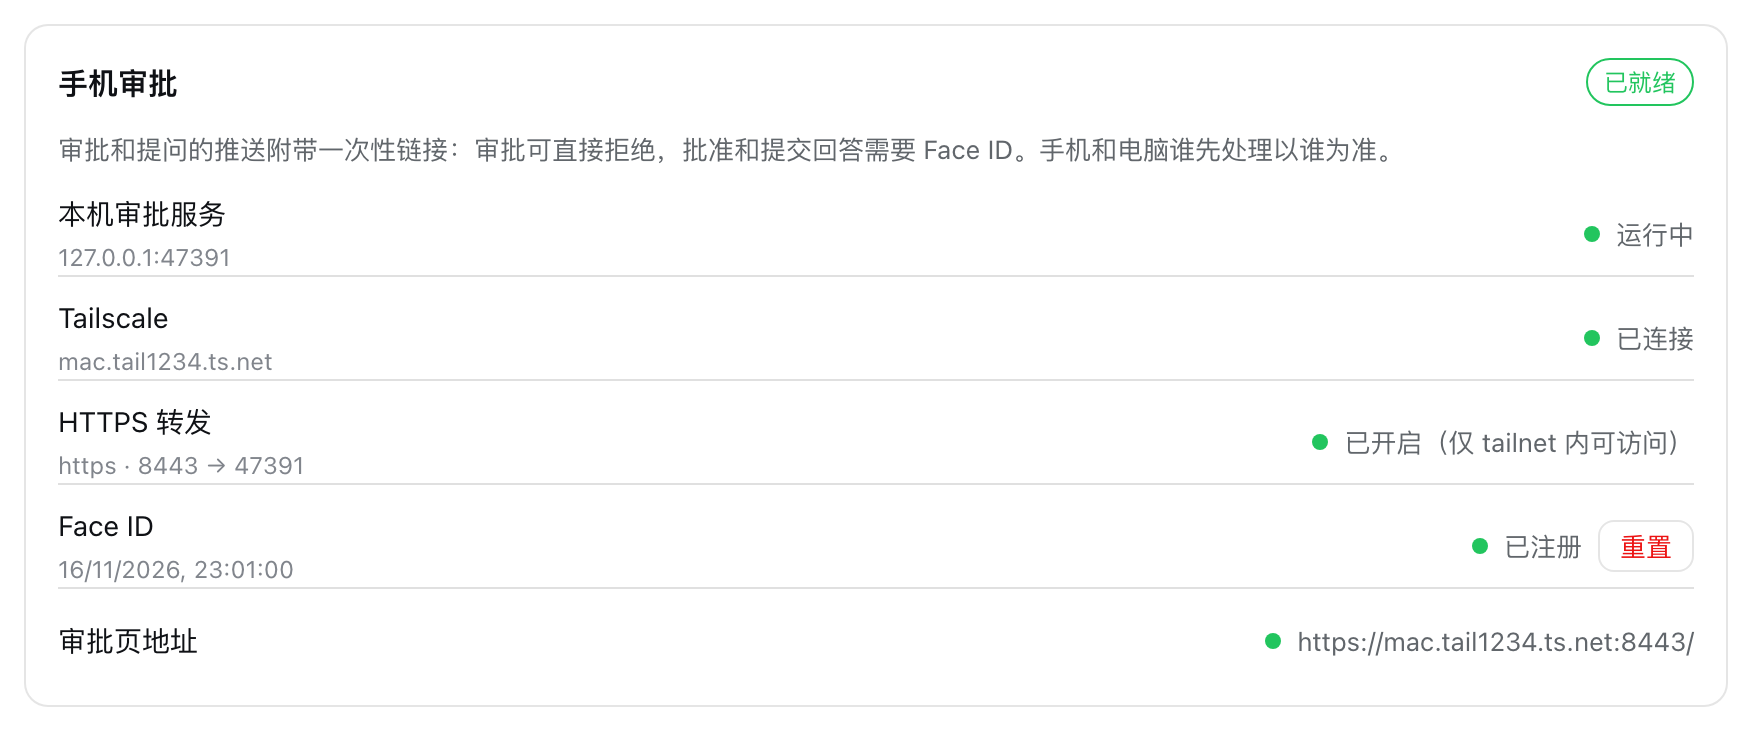 手机审批
已就绪
审批和提问的推送附带一次性链接：审批可直接拒绝，批准和提交回答需要 Face ID。手机和电脑谁先处理以谁为准。
本机审批服务
127.0.0.1:47391
运行中
Tailscale
mac.tail1234.ts.net
已连接
HTTPS 转发
https · 8443 → 47391
已开启（仅 tailnet 内可访问）
Face ID
16/11/2026, 23:01:00
已注册
重置
审批页地址
https://mac.tail1234.ts.net:8443/